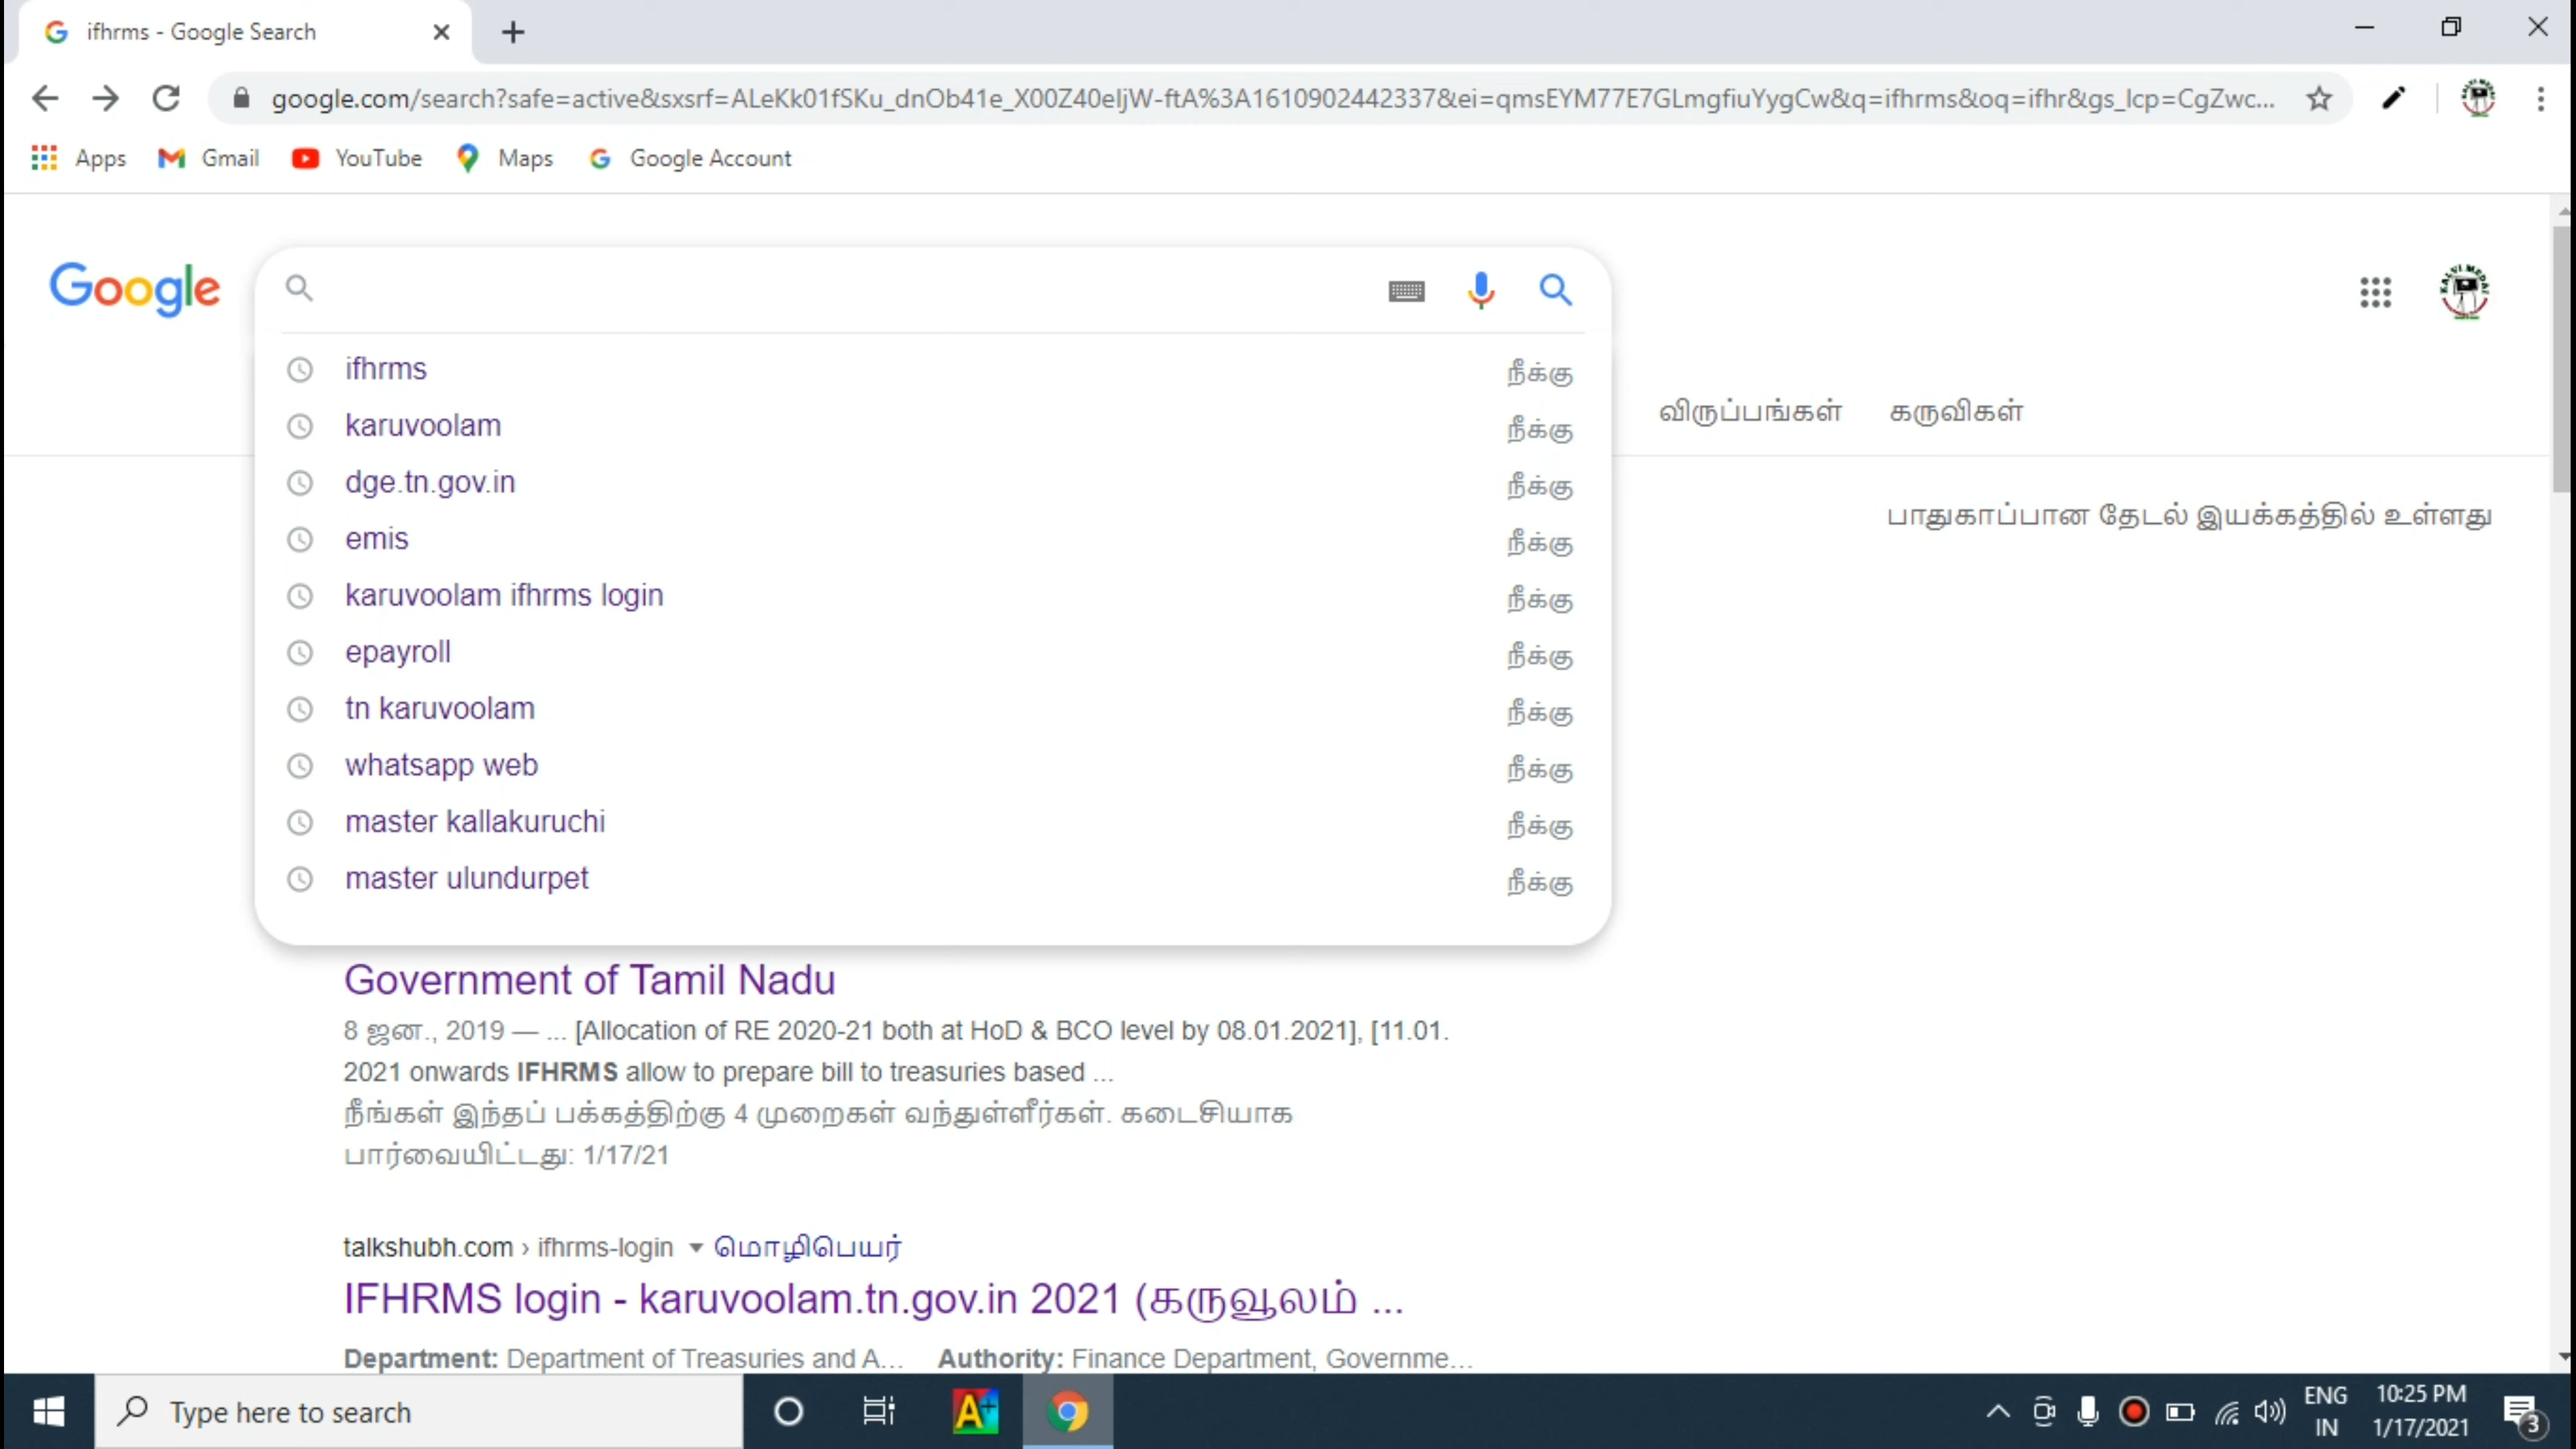 ifhrms - Google Search
google.com/search?safe=active&sxsrf=ALeKk01fSKu_dnOb41e_X00Z40eIjW-ftA%3A1610902442337&ei=qmsEYM77E7GLmgfiuYygCw&q=ifhrms&oq=ifhr&gs_lcp=CgZwc...
Apps Gmail YouTube Maps Google Account
Google
ifhrms நீக்கு
karuvoolam நீக்கு
விருப்பங்கள் கருவிகள்
dge.tn.gov.in நீக்கு
பாதுகாப்பான தேடல் இயக்கத்தில் உள்ளது
emis நீக்கு
karuvoolam ifhrms login நீக்கு
epayroll நீக்கு
tn karuvoolam நீக்கு
whatsapp web நீக்கு
master kallakuruchi நீக்கு
master ulundurpet நீக்கு
Government of Tamil Nadu
8 ஜன., 2019 — ... [Allocation of RE 2020-21 both at HoD & BCO level by 08.01.2021], [11.01.
2021 onwards IFHRMS allow to prepare bill to treasuries based ...
நீங்கள் இந்தப் பக்கத்திற்கு 4 முறைகள் வந்துள்ளீர்கள். கடைசியாக
பார்வையிட்டது: 1/17/21
talkshubh.com › ifhrms-login மொழிபெயர்
IFHRMS login - karuvoolam.tn.gov.in 2021 (கருவூலம் ...
Department: Department of Treasuries and A... Authority: Finance Department, Governme...
Type here to search
ENG 10:25 PM
IN 1/17/2021
3